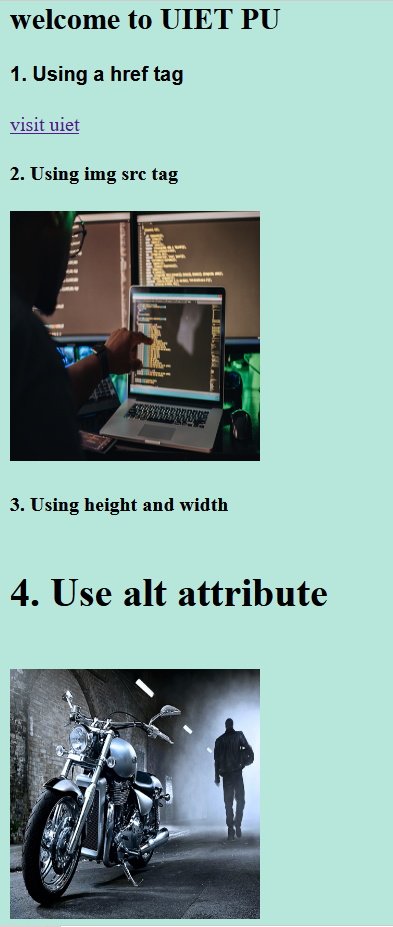 welcome to UIET PU
1. Using a href tag
visit uiet
2. Using img src tag
3. Using height and width
4. Use alt attribute